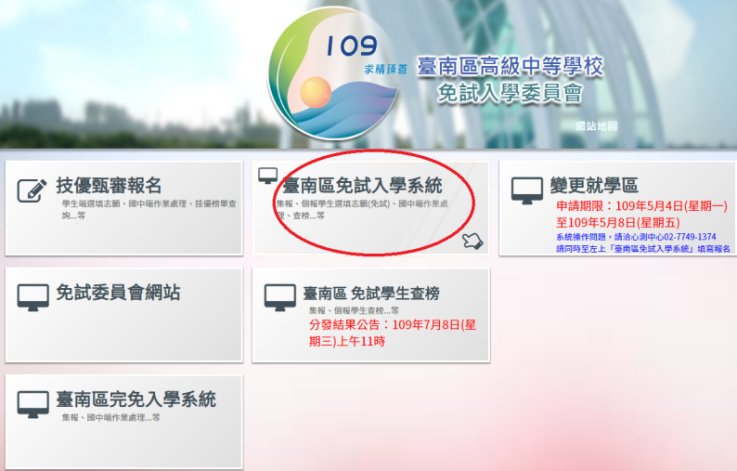 109
求精臻善
臺南區高級中等學校
免試入學委員會
網站地圖
技優甄審報名
學生端選填志願、國中端作業處理、技優榜單查
詢...等
臺南區免試入學系統
集報、個報學生選填志願(免試)、國中端作業處
理、查榜...等
變更就學區
申請期限：109年5月4日(星期一)
至109年5月8日(星期五)
系統操作問題，請洽心測中心02-7749-1374
請同時至左上「臺南區免試入學系統」填寫報名
免試委員會網站
臺南區 免試學生查榜
集報、個報學生查榜...等
分發結果公告：109年7月8日(星
期三)上午11時
臺南區完免入學系統
集報、國中端作業處理...等